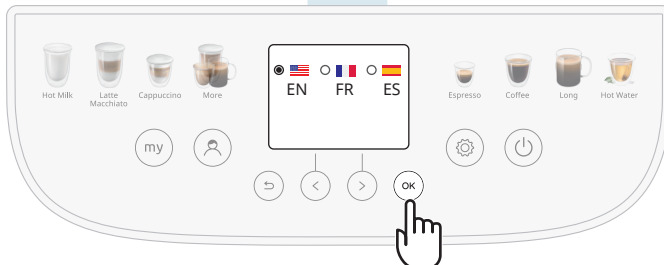 EN FR ES
Hot Milk
Latte
Macchiato
Cappuccino
More
Espresso
Coffee
Long
Hot Water
my
OK